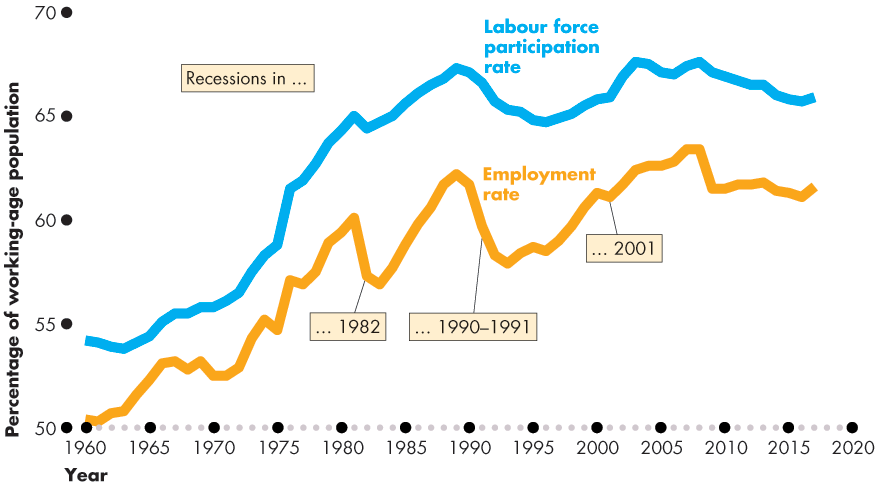 Percentage of working-age population
70
65
60
55
50
Labour force
participation
rate
Recessions in ...
Employment
rate
... 2001
... 1982
... 1990–1991
1960 1965 1970 1975 1980 1985 1990 1995 2000 2005 2010 2015 2020
Year